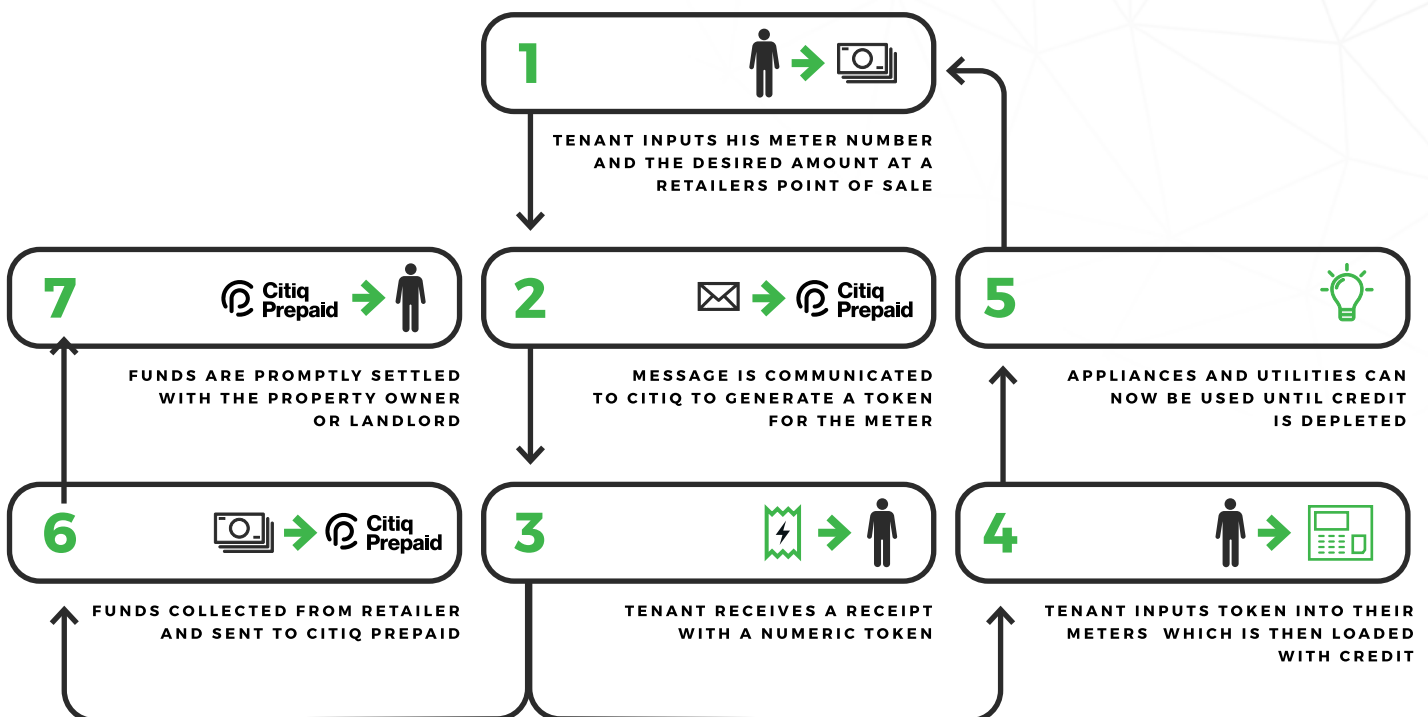 1
TENANT INPUTS HIS METER NUMBER
AND THE DESIRED AMOUNT AT A
RETAILERS POINT OF SALE
7
Citiq
Prepaid
FUNDS ARE PROMPTLY SETTLED
WITH THE PROPERTY OWNER
OR LANDLORD
2
Citiq
Prepaid
MESSAGE IS COMMUNICATED
TO CITIQ TO GENERATE A TOKEN
FOR THE METER
5
APPLIANCES AND UTILITIES CAN
NOW BE USED UNTIL CREDIT
IS DEPLETED
6
Citiq
Prepaid
FUNDS COLLECTED FROM RETAILER
AND SENT TO CITIQ PREPAID
3
TENANT RECEIVES A RECEIPT
WITH A NUMERIC TOKEN
4
TENANT INPUTS TOKEN INTO THEIR
METERS WHICH IS THEN LOADED
WITH CREDIT